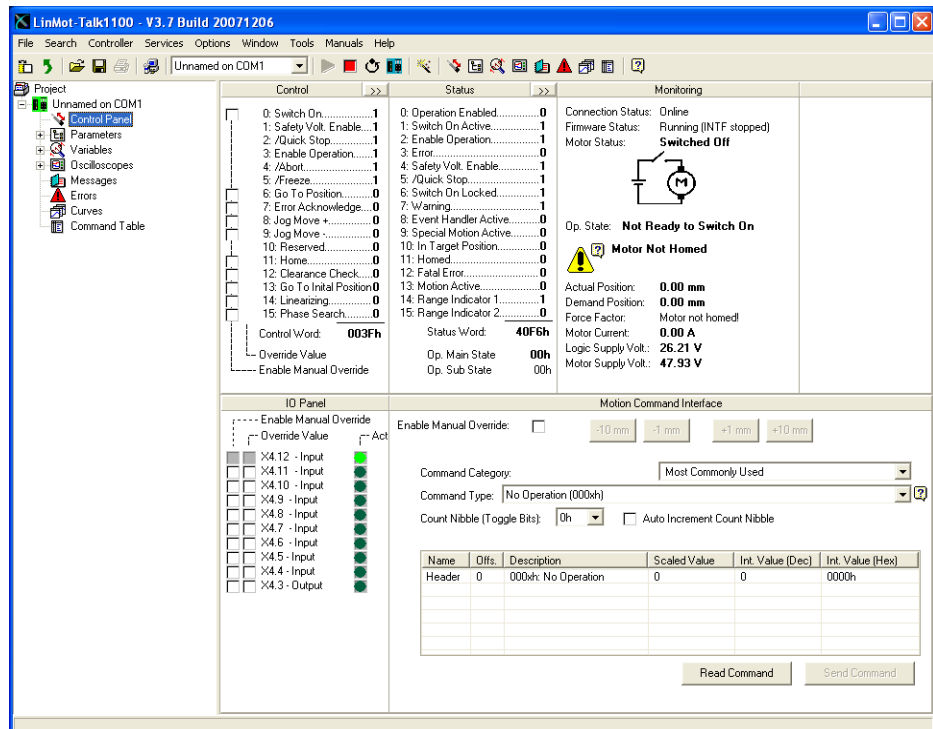 LinMot-Talk1100 - V3.7 Build 20071206
File Search Controller Services Options Window Tools Manuals Help
Unnamed on COM1
Project
Unnamed on COM1
Control Panel
Parameters
Variables
Oscilloscopes
Messages
Errors
Curves
Command Table
Control >>
0: Switch On................1
1: Safety Volt. Enable....1
2: /Quick Stop.............1
3: Enable Operation.......1
4: /Abort....................1
5: /Freeze..................1
6: Go To Position..........0
7: Error Acknowledge....0
8: Jog Move +..............0
9: Jog Move -...............0
10: Reserved...............0
11: Home....................0
12: Clearance Check.....0
13: Go To Inital Position0
14: Linearizing..............0
15: Phase Search.........0
Control Word: 003Fh
Override Value
Enable Manual Override
Status >>
0: Operation Enabled..........0
1: Switch On Active............1
2: Enable Operation............1
3: Error...........................0
4: Safety Volt. Enable.........1
5: /Quick Stop..................1
6: Switch On Locked...........1
7: Warning.......................1
8: Event Handler Active.......0
9: Special Motion Active......0
10: In Target Position..........0
11: Homed........................0
12: Fatal Error...................0
13: Motion Active...............0
14: Range Indicator 1..........1
15: Range Indicator 2..........0
Status Word: 40F6h
Op. Main State 00h
Op. Sub State 00h
Monitoring
Connection Status: Online
Firmware Status: Running (INTF stopped)
Motor Status: Switched Off
M
Op. State: Not Ready to Switch On
Motor Not Homed
Actual Position: 0.00 mm
Demand Position: 0.00 mm
Force Factor: Motor not homed!
Motor Current: 0.00 A
Logic Supply Volt.: 26.21 V
Motor Supply Volt.: 47.93 V
IO Panel
Enable Manual Override
Override Value Act
X4.12 - Input
X4.11 - Input
X4.10 - Input
X4.9 - Input
X4.8 - Input
X4.7 - Input
X4.6 - Input
X4.5 - Input
X4.4 - Input
X4.3 - Output
Motion Command Interface
Enable Manual Override: -10 mm -1 mm +1 mm +10 mm
Command Category: Most Commonly Used
Command Type: No Operation (000xh)
Count Nibble (Toggle Bits): 0h Auto Increment Count Nibble
Name Offs. Description Scaled Value Int. Value (Dec) Int. Value (Hex)
Header 0 000xh: No Operation 0 0 0000h
Read Command Send Command